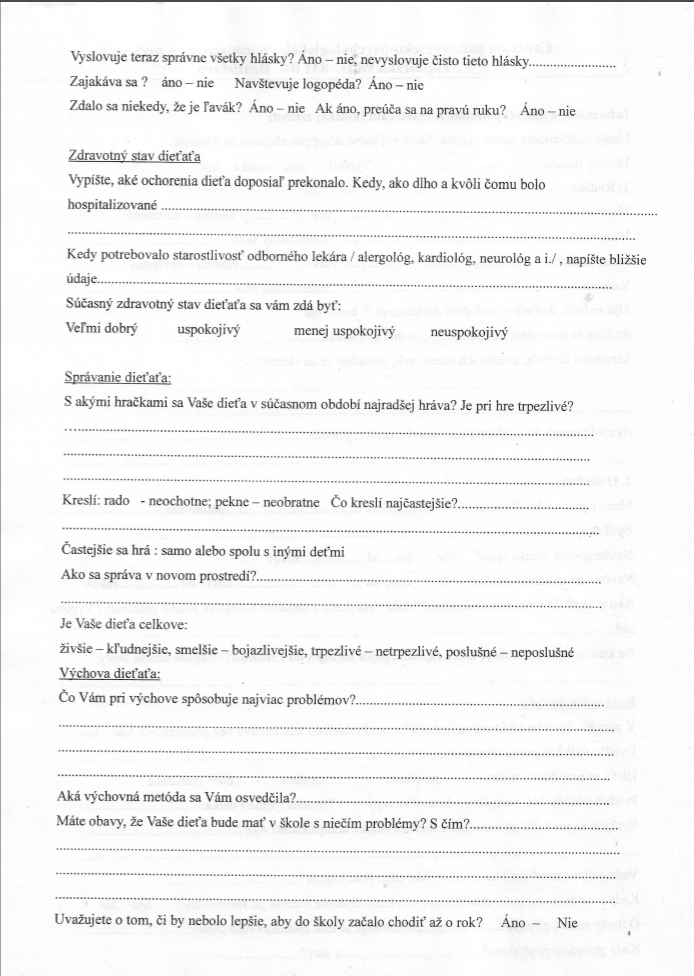 Vyslovuje teraz správne všetky hlásky? Áno – nie, nevyslovuje čisto tieto hlásky..........................
Zajakáva sa ? áno – nie Navštevuje logopéda? Áno – nie
Zdalo sa niekedy, že je ľavák? Áno – nie Ak áno, preúča sa na pravú ruku? Áno – nie
Zdravotný stav dieťaťa
Vypíšte, aké ochorenia dieťa doposiaľ prekonalo. Kedy, ako dlho a kvôli čomu bolo
hospitalizované ..........................................................................................
..........................................................................................
Kedy potrebovalo starostlivosť odborného lekára / alergológ, kardiológ, neurológ a i./ , napíšte bližšie
údaje..........................................................................................
Súčasný zdravotný stav dieťaťa sa vám zdá byť:
Veľmi dobrý uspokojivý menej uspokojivý neuspokojivý
Správanie dieťaťa:
S akými hračkami sa Vaše dieťa v súčasnom období najradšej hráva? Je pri hre trpezlivé?
..........................................................................................
..........................................................................................
..........................................................................................
Kreslí: rado - neochotne; pekne – neobratne Čo kreslí najčastejšie?.......................................
..........................................................................................
Častejšie sa hrá : samo alebo spolu s inými deťmi
Ako sa správa v novom prostredí?..........................................................................................
..........................................................................................
Je Vaše dieťa celkove:
živšie – kľudnejšie, smelšie – bojazlivejšie, trpezlivé – netrpezlivé, poslušné – neposlušné
Výchova dieťaťa:
Čo Vám pri výchove spôsobuje najviac problémov?..................................................................
..........................................................................................
..........................................................................................
..........................................................................................
Aká výchovná metóda sa Vám osvedčila?..................................................................
Máte obavy, že Vaše dieťa bude mať v škole s niečím problémy? S čím?.......................................
..........................................................................................
..........................................................................................
..........................................................................................
Uvažujete o tom, či by nebolo lepšie, aby do školy začalo chodiť až o rok? Áno – Nie